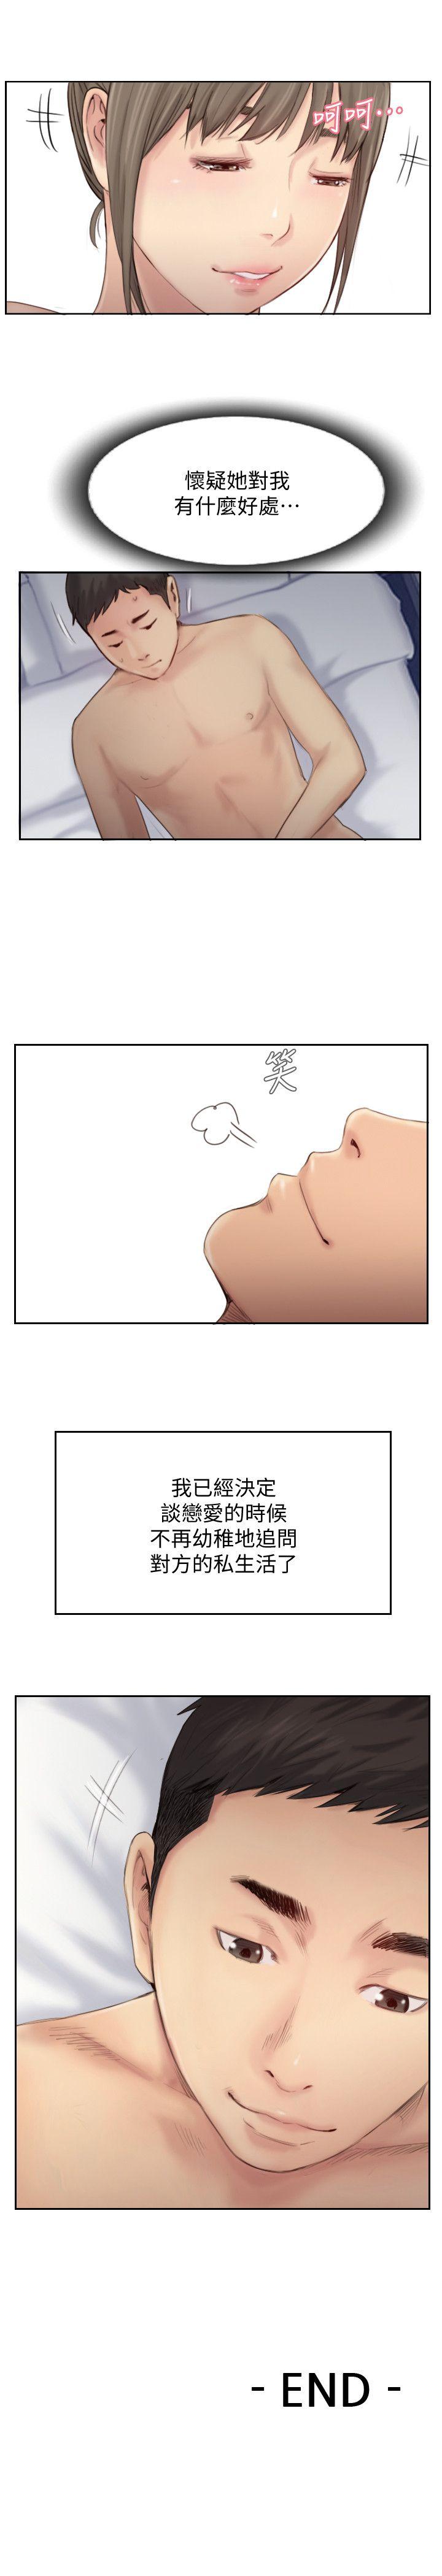 呵呵…
懷疑她對我
有什麼好處…
笑
我已經決定
談戀愛的時候
不再幼稚地追問
對方的私生活了
- END -